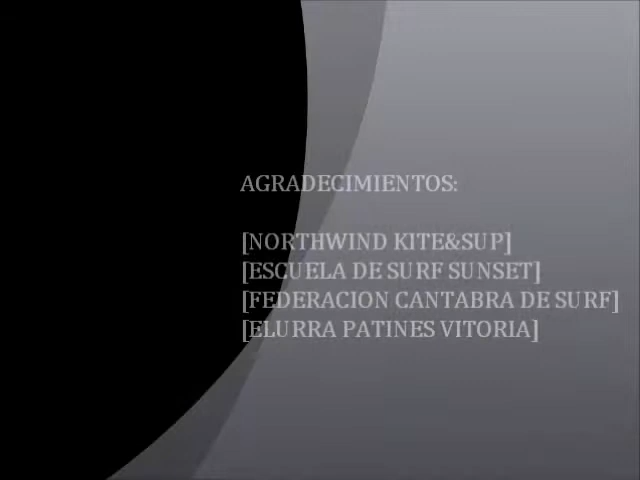 AGRADECIMIENTOS:
[NORTHWIND KITE&SUP]
[ESCUELA DE SURF SUNSET]
[FEDERACION CANTABRA DE SURF]
[ELURRA PATINES VITORIA]